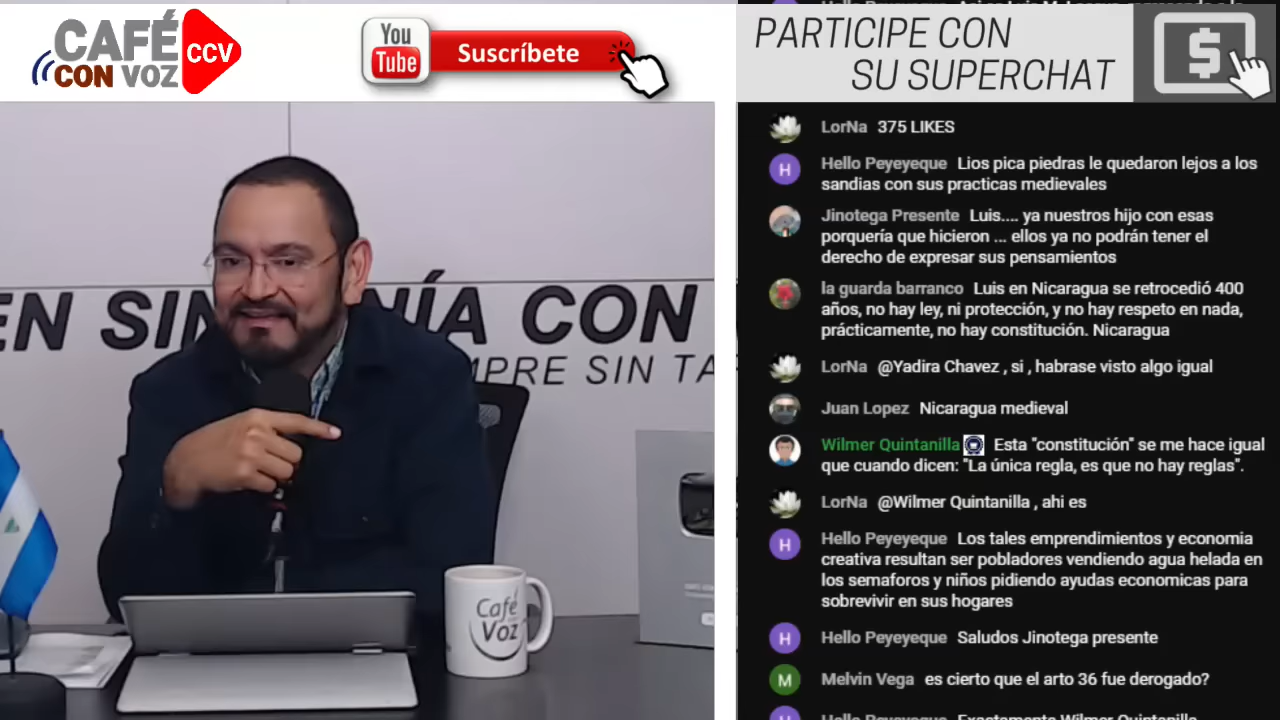 CAFÉ
CON VOZ
CCV
You
Tube
Suscríbete
PARTICIPE CON
SU SUPERCHAT
EN SIN ÍA CON
MPRE SIN TA
Café
Voz
LorNa 375 LIKES
H Hello Peyeyeque Lios pica piedras le quedaron lejos a los
sandias con sus practicas medievales
Jinotega Presente Luis.... ya nuestros hijo con esas
porquería que hicieron ... ellos ya no podrán tener el
derecho de expresar sus pensamientos
la guarda barranco Luis en Nicaragua se retrocedió 400
años, no hay ley, ni protección, y no hay respeto en nada,
prácticamente, no hay constitución. Nicaragua
LorNa @Yadira Chavez , si , habrase visto algo igual
Juan Lopez Nicaragua medieval
Wilmer Quintanilla Esta "constitución" se me hace igual
que cuando dicen: "La única regla, es que no hay reglas".
LorNa @Wilmer Quintanilla , ahi es
H Hello Peyeyeque Los tales emprendimientos y economia
creativa resultan ser pobladores vendiendo agua helada en
los semaforos y niños pidiendo ayudas economicas para
sobrevivir en sus hogares
H Hello Peyeyeque Saludos Jinotega presente
M Melvin Vega es cierto que el arto 36 fue derogado?
Hello Peyeyeque Exactamente Wilmer Quintanilla